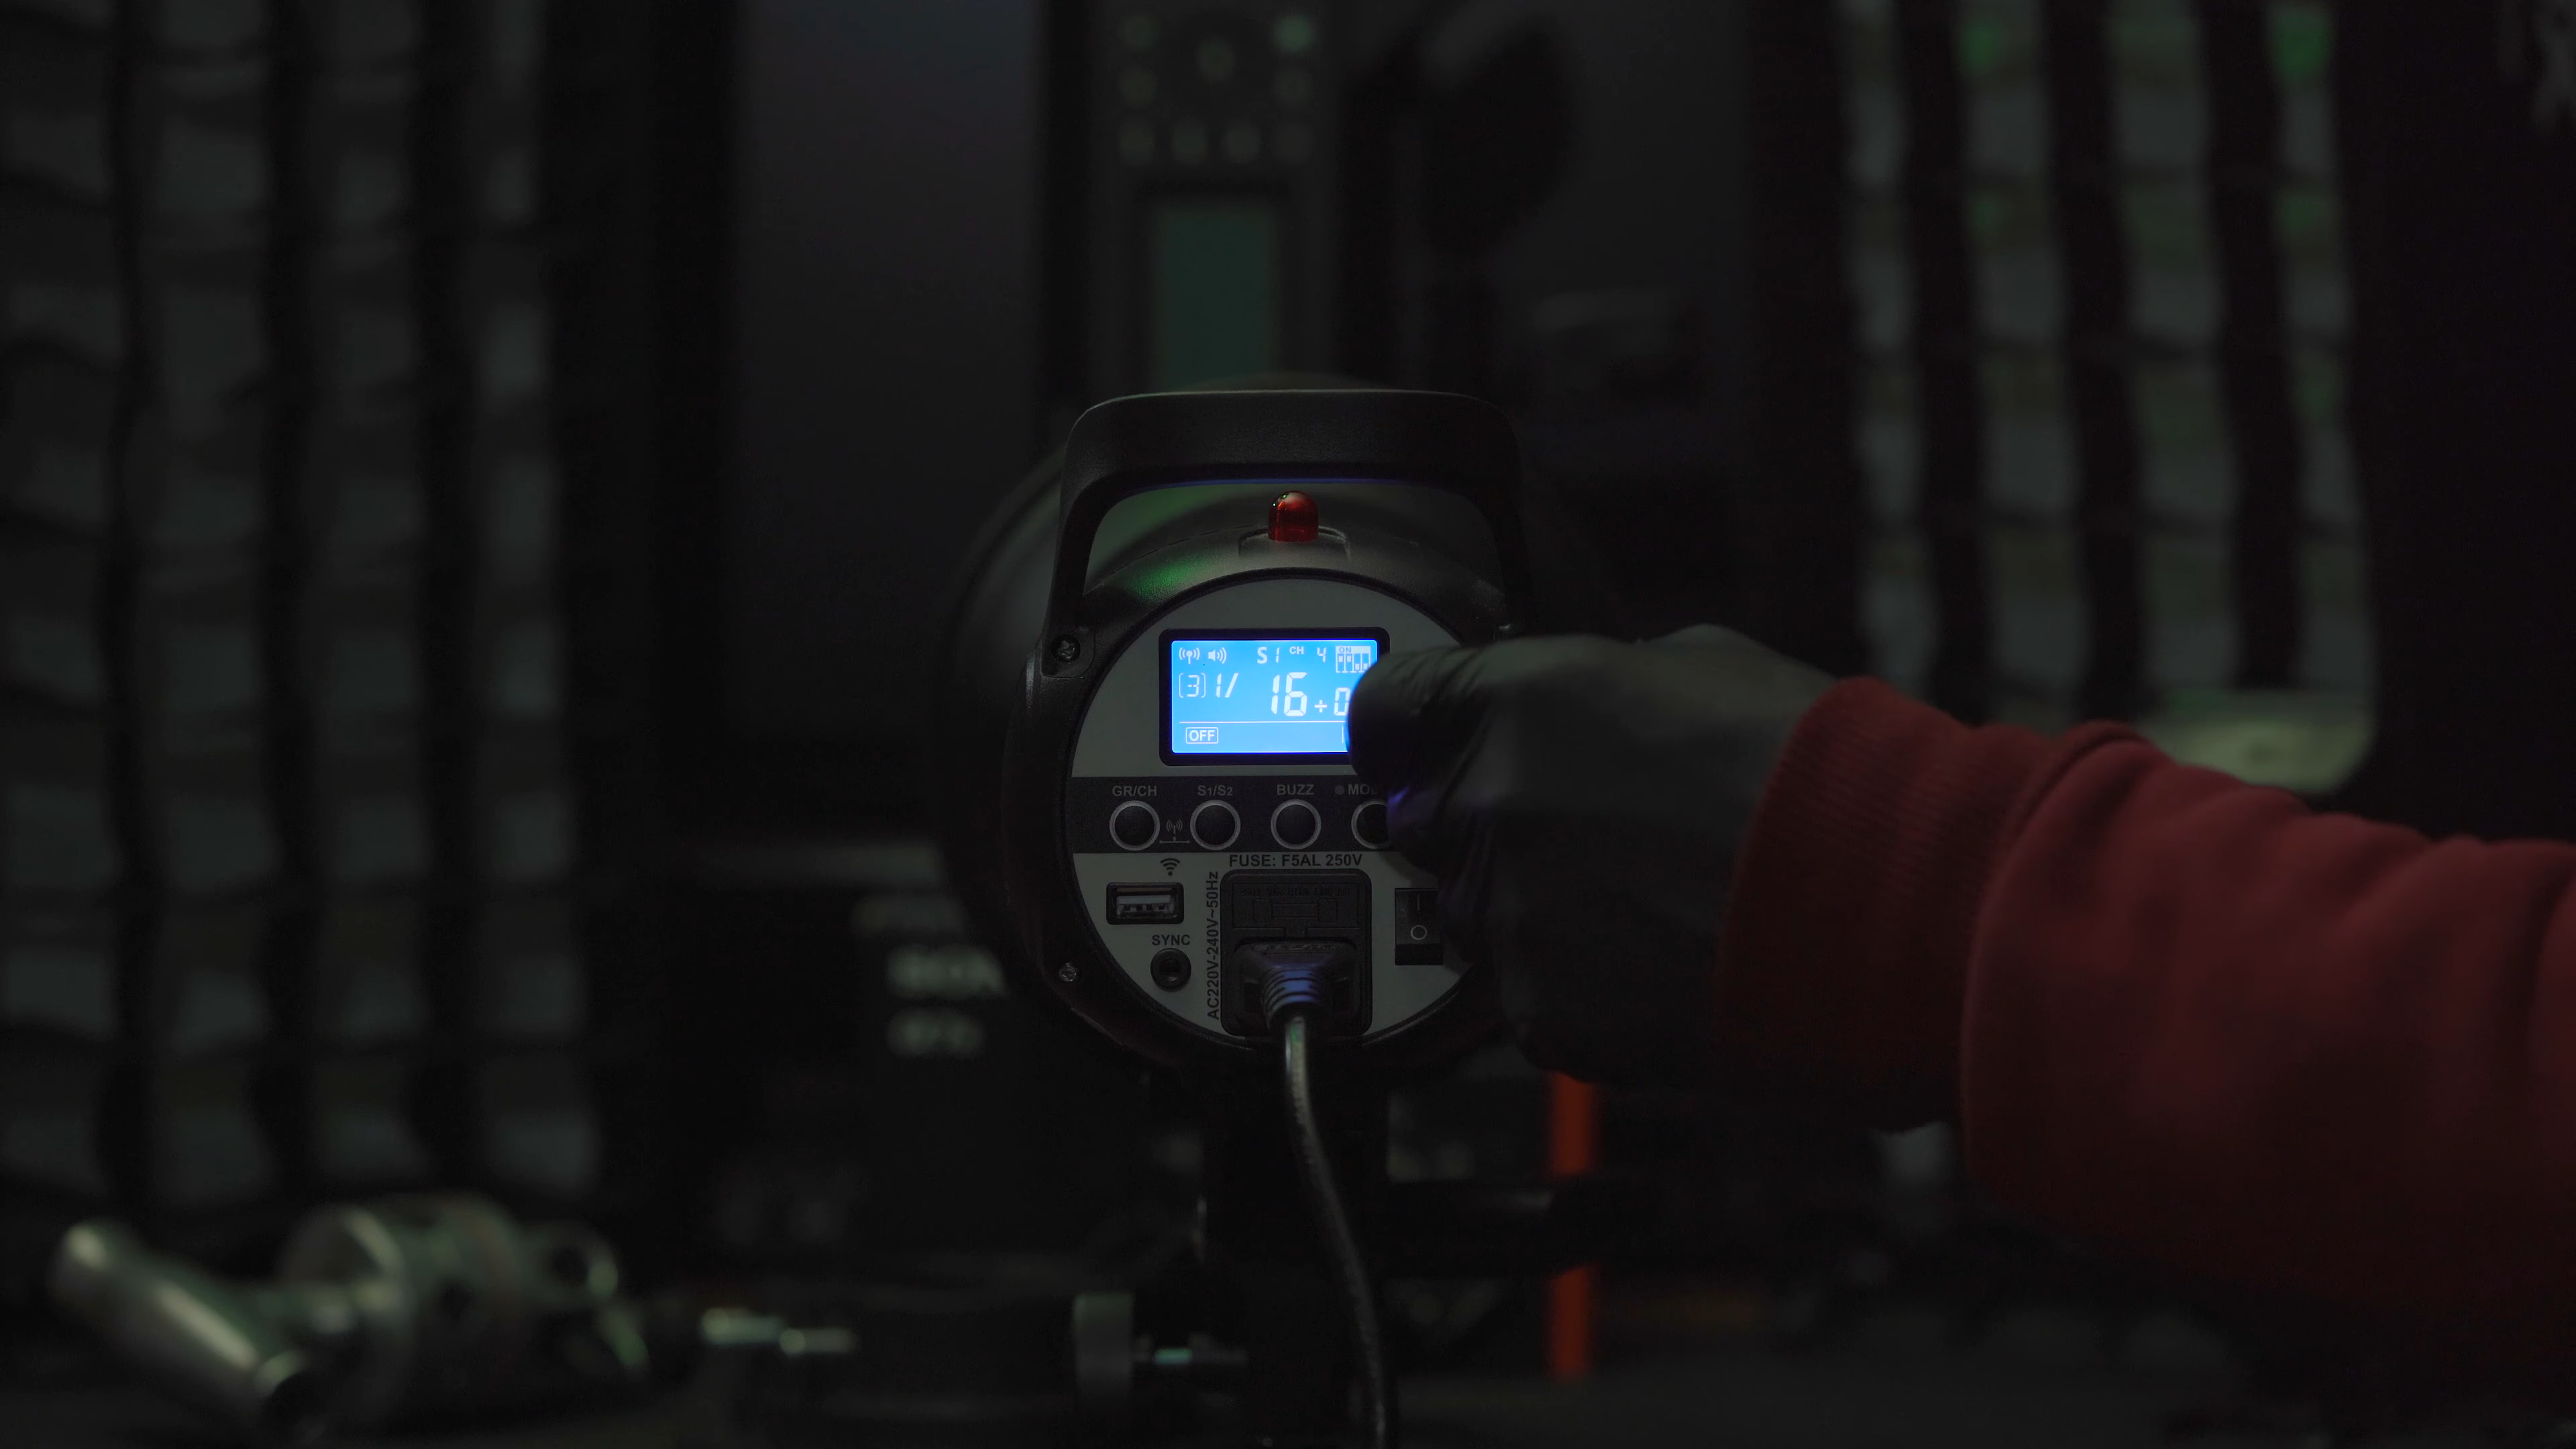 S1 CH 4 ON
[3] 1/ 16+0
OFF
GR/CH S1/S2 BUZZ
FUSE: F5AL 250V
AC220V-240V~50Hz
SYNC